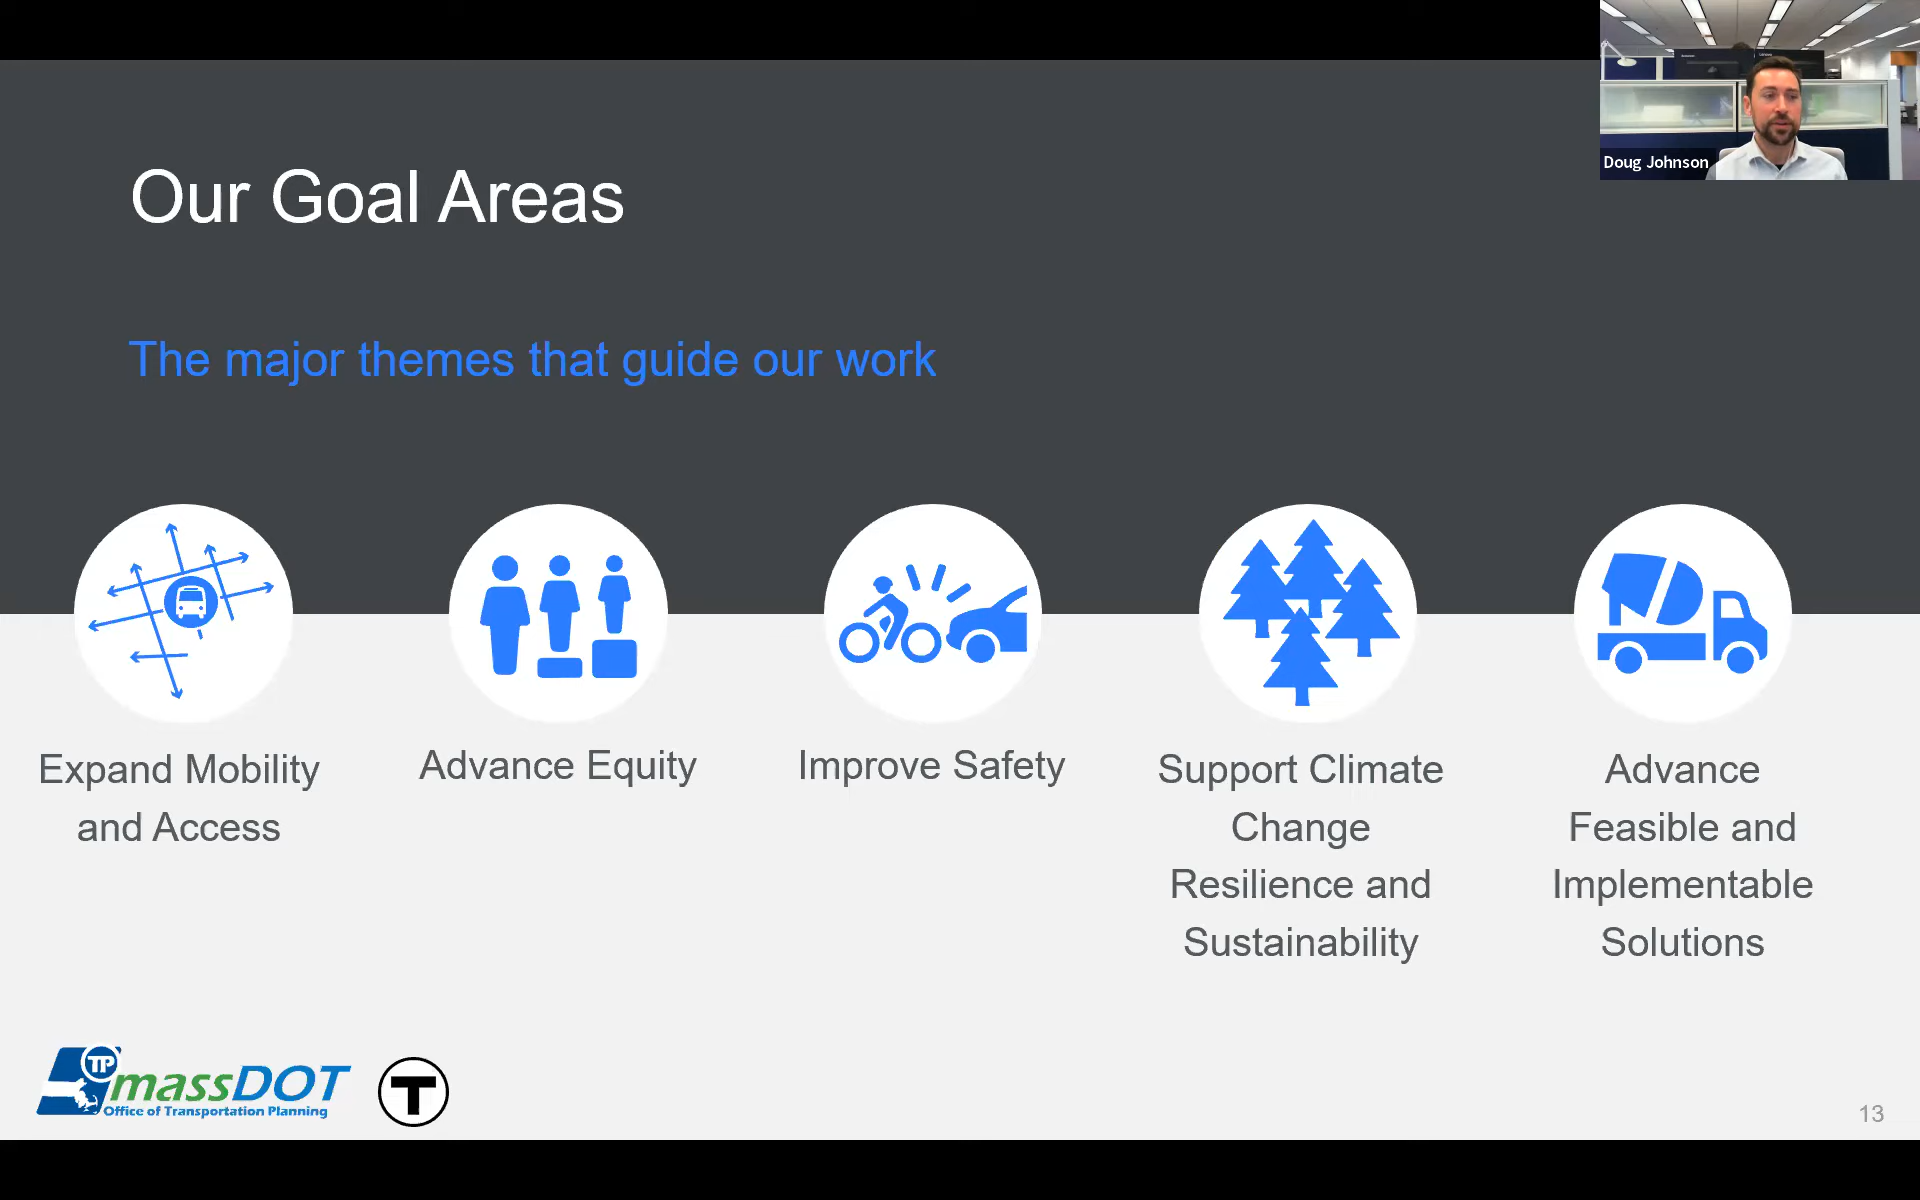 Doug Johnson
Our Goal Areas
The major themes that guide our work
Expand Mobility
and Access
Advance Equity
Improve Safety
Support Climate
Change
Resilience and
Sustainability
Advance
Feasible and
Implementable
Solutions
TP
massDOT
Office of Transportation Planning
T
13